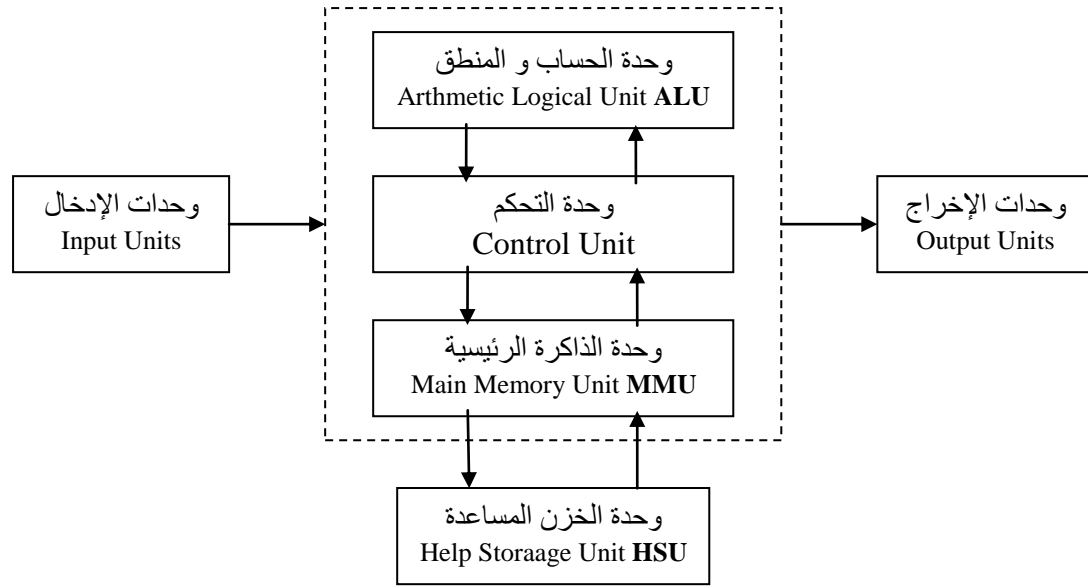 وحدة الحساب و المنطق
Arthmetic Logical Unit ALU
وحدات الإدخال
Input Units
وحدة التحكم
Control Unit
وحدات الإخراج
Output Units
وحدة الذاكرة الرئيسية
Main Memory Unit MMU
وحدة الخزن المساعدة
Help Storaage Unit HSU